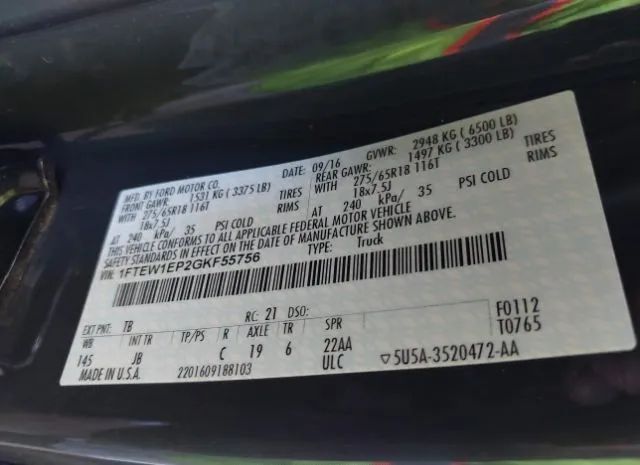 MFD. BY FORD MOTOR CO. DATE: 09/16 GVWR: 2948 KG ( 6500 LB)
FRONT GAWR: 1531 KG ( 3375 LB) REAR GAWR: 1497 KG ( 3300 LB)
WITH 275/65R18 116T TIRES WITH 275/65R18 116T TIRES
18x7.5J RIMS 18x7.5J RIMS
AT 240 kPa/ 35 PSI COLD AT 240 kPa/ 35 PSI COLD
THIS VEHICLE CONFORMS TO ALL APPLICABLE FEDERAL MOTOR VEHICLE
SAFETY STANDARDS IN EFFECT ON THE DATE OF MANUFACTURE SHOWN ABOVE.
VIN: 1FTEW1EP2GKF55756 TYPE: Truck
EXT PNT: TB RC: 21 DSO: F0112
WB INT TR TP/PS R AXLE TR SPR T0765
145 JB C 19 6 22AA
MADE IN U.S.A. 2201609188103 ULC ▽5U5A-3520472-AA